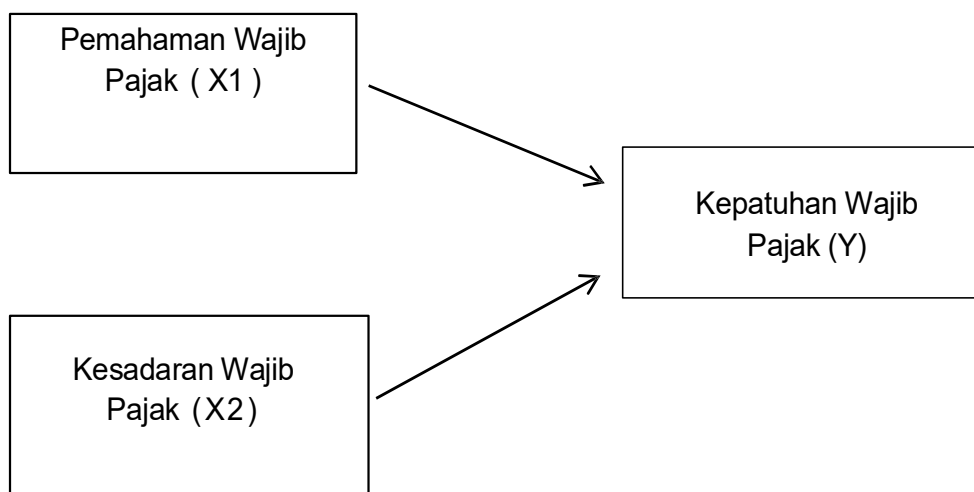 Pemahaman Wajib
Pajak ( X1 )
Kepatuhan Wajib
Pajak (Y)
Kesadaran Wajib
Pajak (X2)